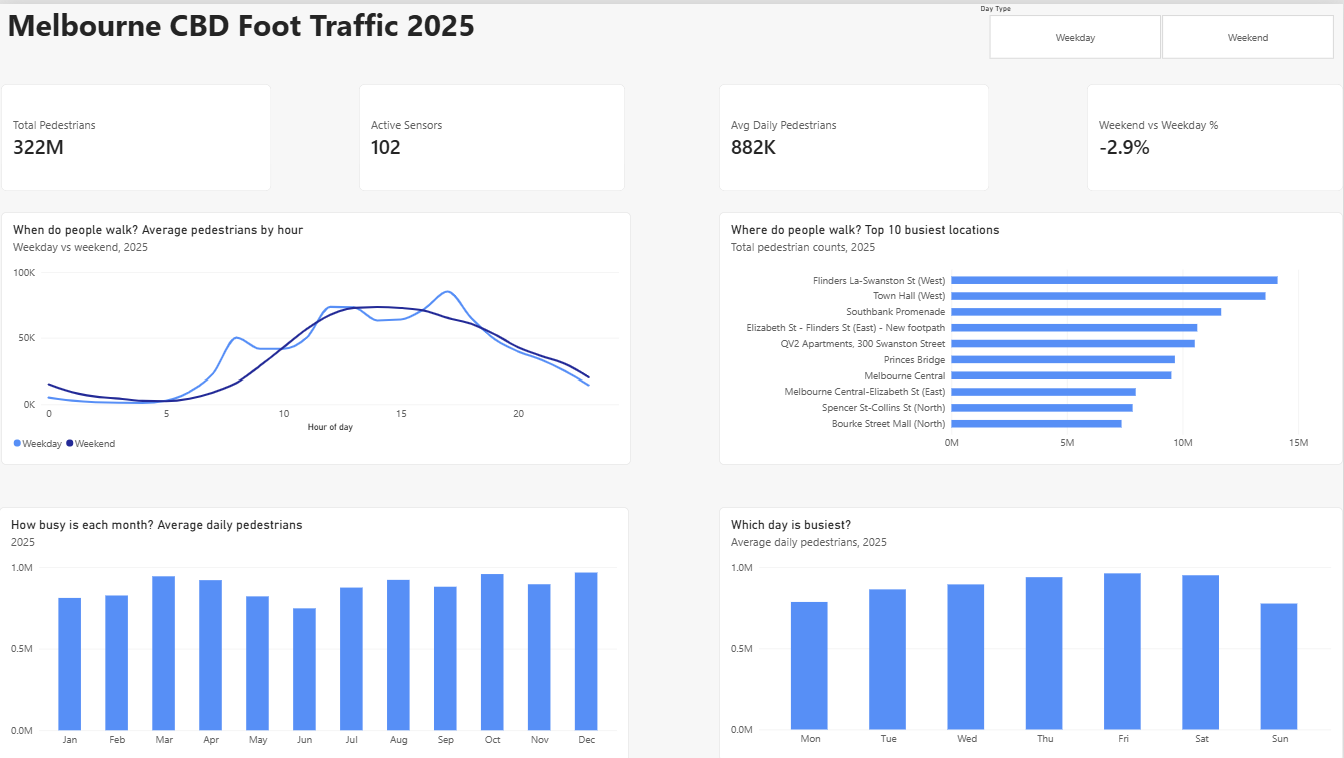 Melbourne CBD Foot Traffic 2025
Day Type
Weekday
Weekend
Total Pedestrians
322M
Active Sensors
102
Avg Daily Pedestrians
882K
Weekend vs Weekday %
-2.9%
When do people walk? Average pedestrians by hour
Weekday vs weekend, 2025
100K
50K
0K
0 5 10 15 20
Hour of day
Weekday Weekend
Where do people walk? Top 10 busiest locations
Total pedestrian counts, 2025
Flinders La-Swanston St (West)
Town Hall (West)
Southbank Promenade
Elizabeth St - Flinders St (East) - New footpath
QV2 Apartments, 300 Swanston Street
Princes Bridge
Melbourne Central
Melbourne Central-Elizabeth St (East)
Spencer St-Collins St (North)
Bourke Street Mall (North)
0M 5M 10M 15M
How busy is each month? Average daily pedestrians
2025
1.0M
0.5M
0.0M
Jan Feb Mar Apr May Jun Jul Aug Sep Oct Nov Dec
Which day is busiest?
Average daily pedestrians, 2025
1.0M
0.5M
0.0M
Mon Tue Wed Thu Fri Sat Sun